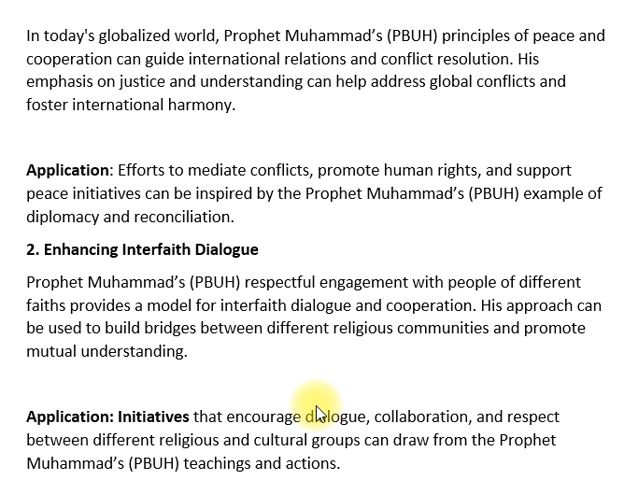 In today's globalized world, Prophet Muhammad’s (PBUH) principles of peace and
cooperation can guide international relations and conflict resolution. His
emphasis on justice and understanding can help address global conflicts and
foster international harmony.
Application: Efforts to mediate conflicts, promote human rights, and support
peace initiatives can be inspired by the Prophet Muhammad’s (PBUH) example of
diplomacy and reconciliation.
2. Enhancing Interfaith Dialogue
Prophet Muhammad’s (PBUH) respectful engagement with people of different
faiths provides a model for interfaith dialogue and cooperation. His approach can
be used to build bridges between different religious communities and promote
mutual understanding.
Application: Initiatives that encourage dialogue, collaboration, and respect
between different religious and cultural groups can draw from the Prophet
Muhammad’s (PBUH) teachings and actions.